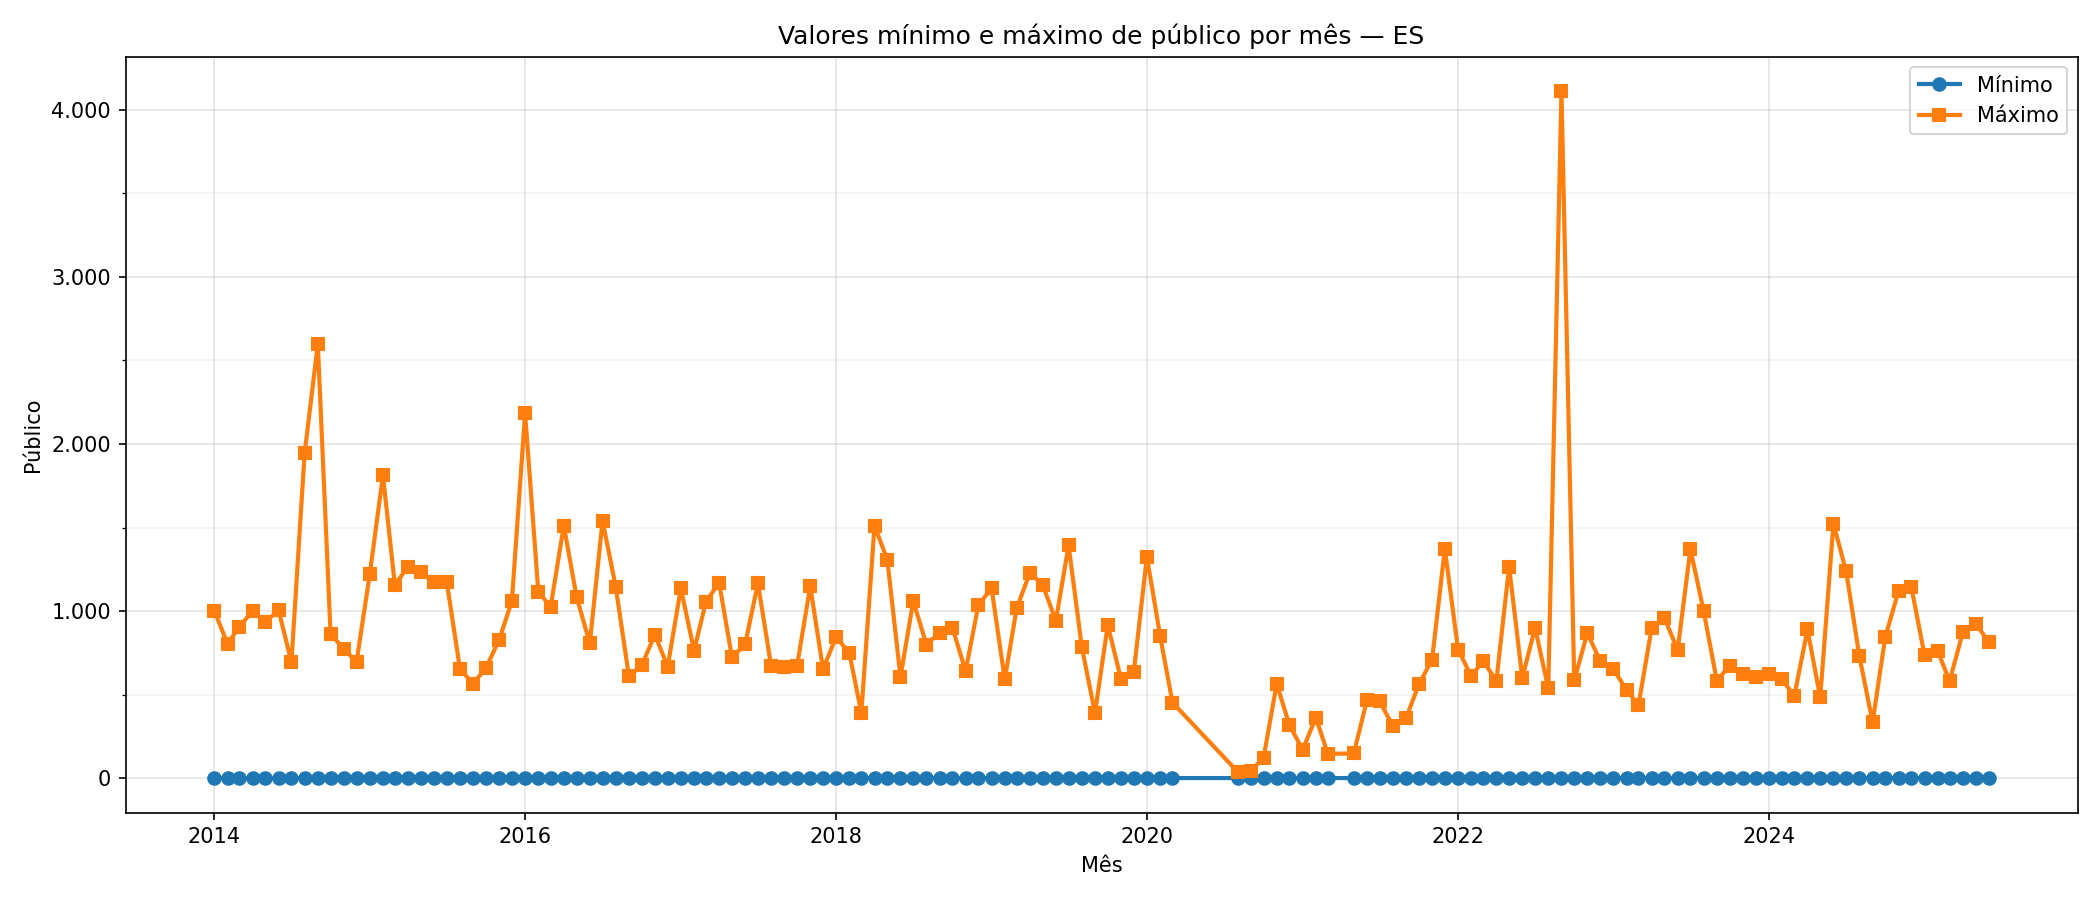 Valores mínimo e máximo de público por mês — ES
Mínimo
Máximo
4.000
3.000
2.000
1.000
0
Público
2014 2016 2018 2020 2022 2024
Mês